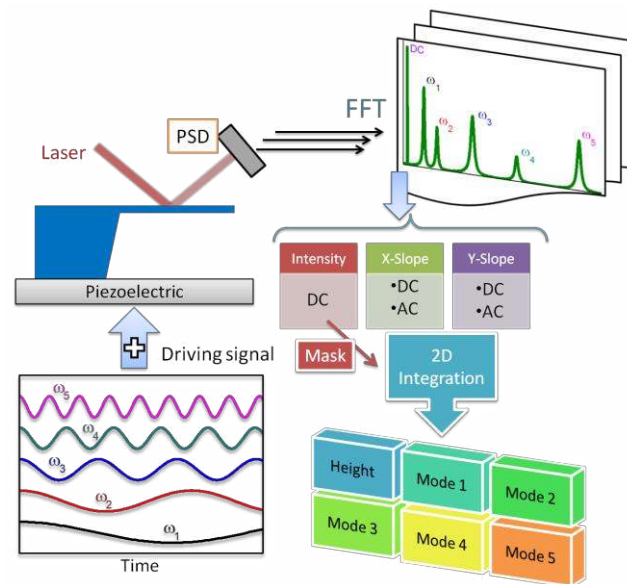 DC
ω1
ω2
ω3
ω4
ω5
FFT
PSD
Laser
Piezoelectric
Driving signal
Intensity
DC
X-Slope
•DC
•AC
Y-Slope
•DC
•AC
Mask
2D
Integration
ω5
ω4
ω3
ω2
ω1
Time
Height
Mode 1
Mode 2
Mode 3
Mode 4
Mode 5